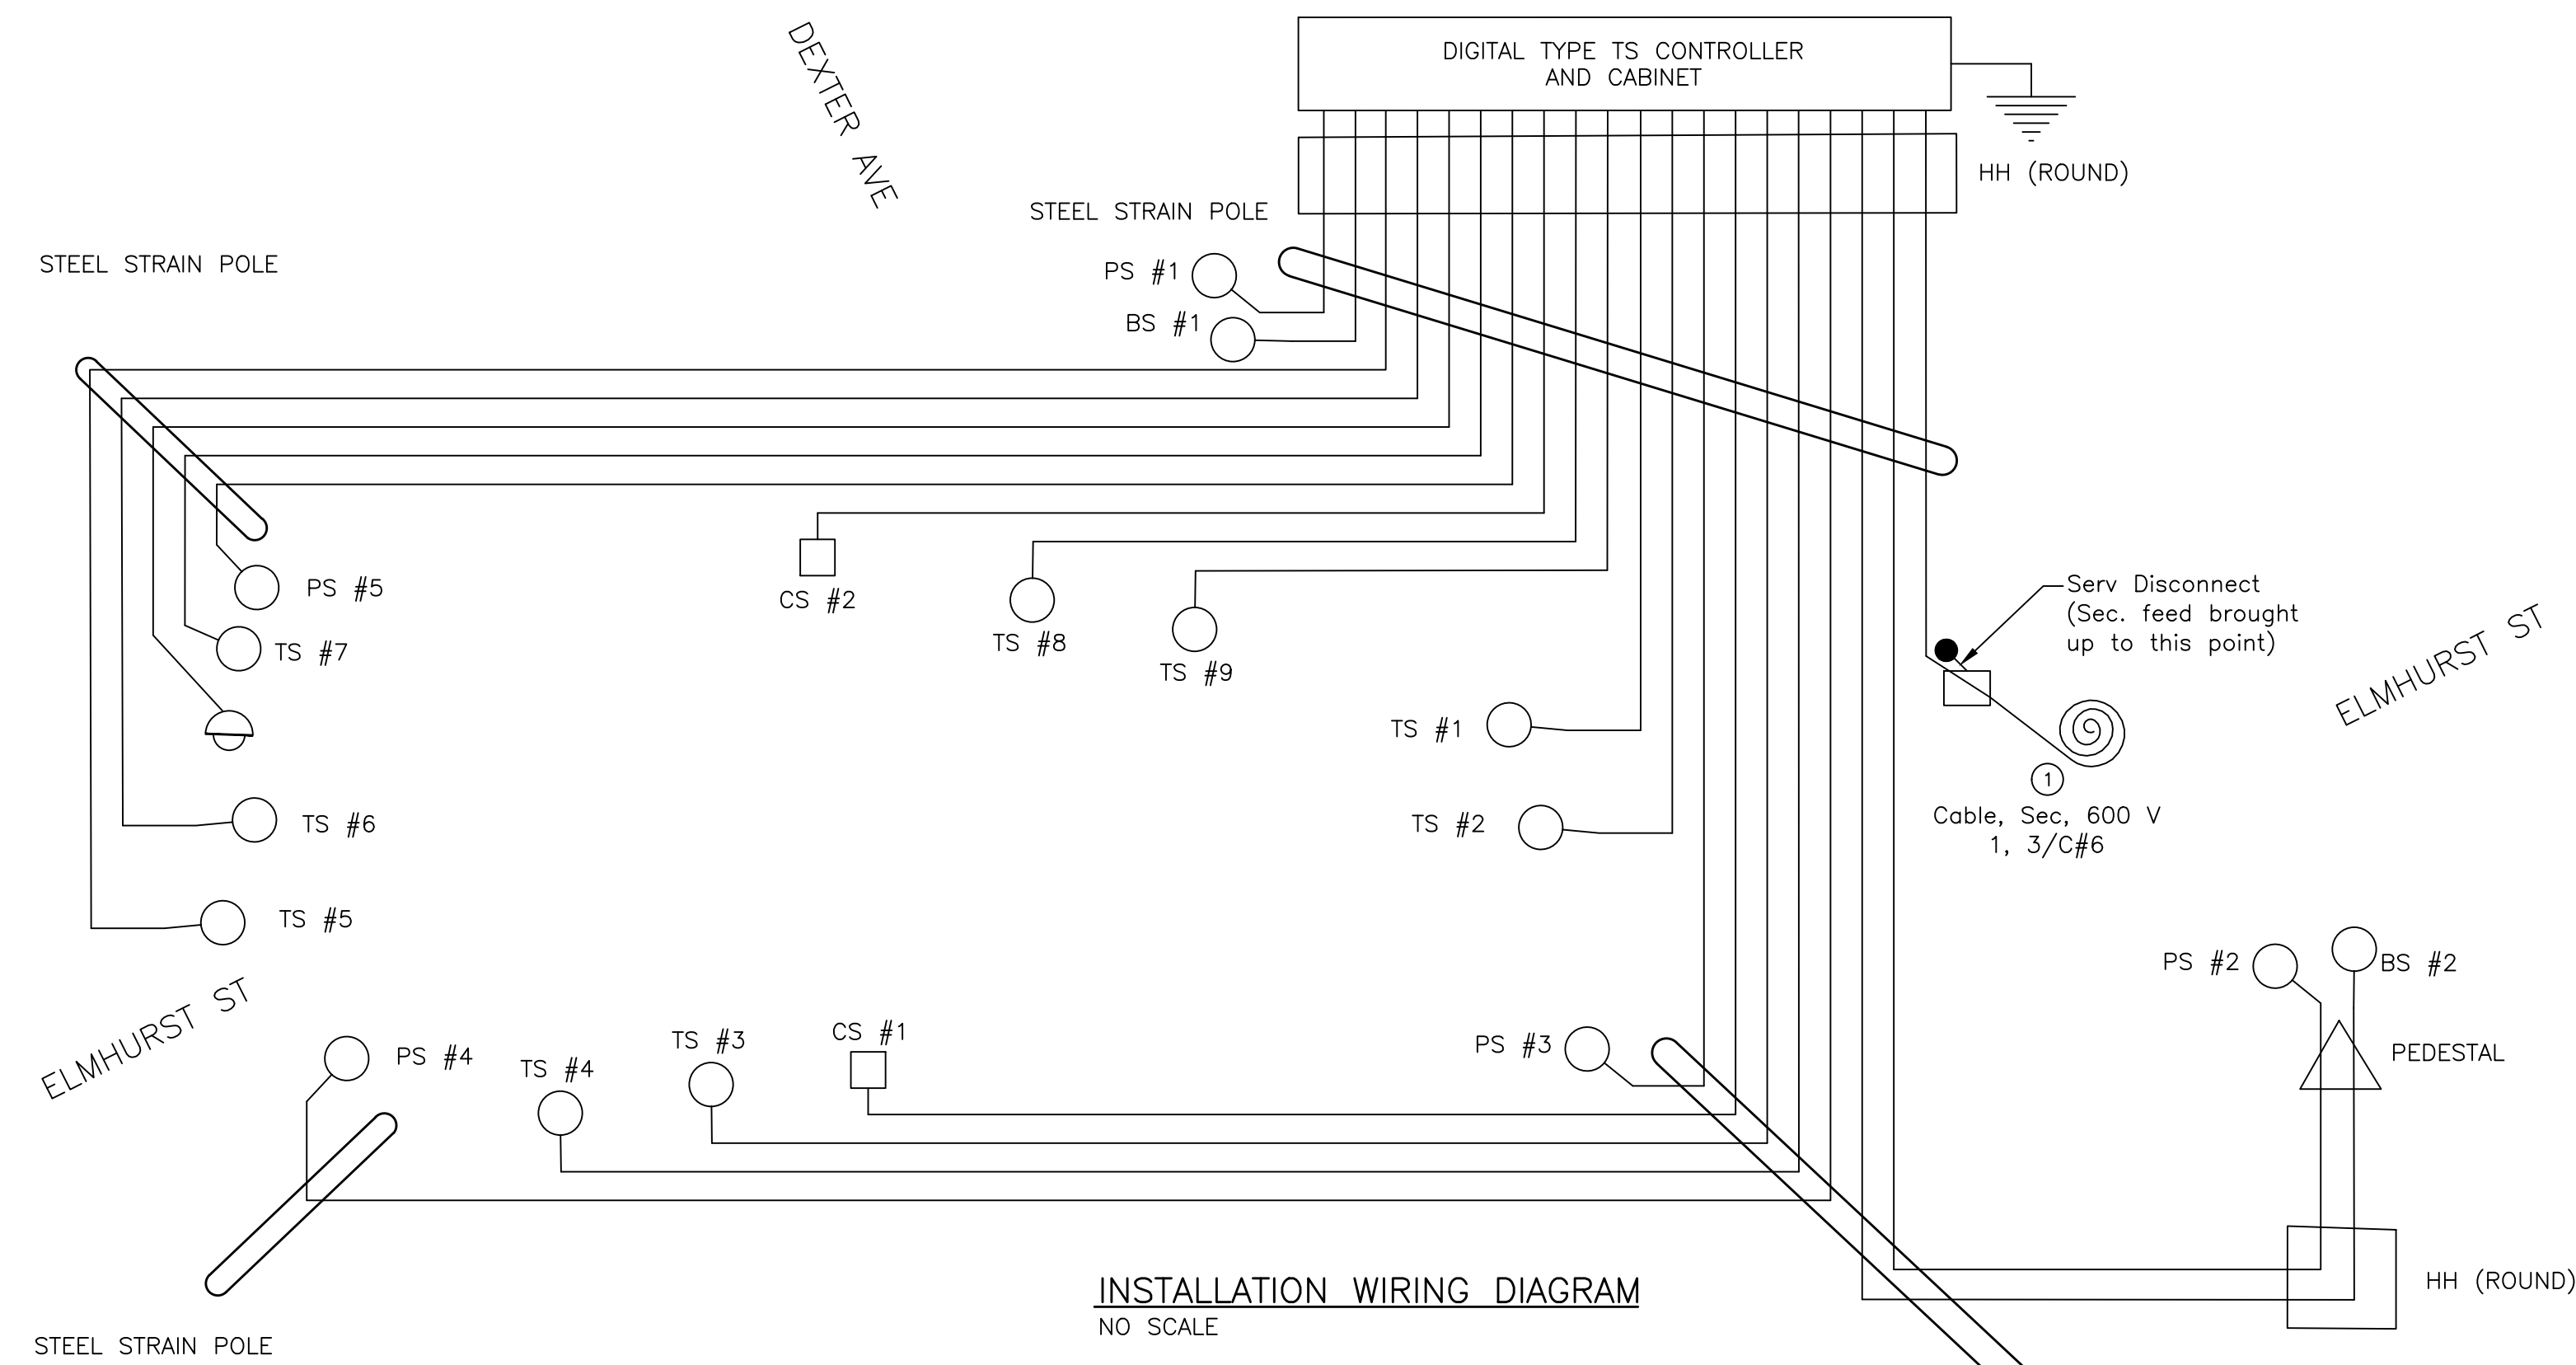 DEXTER AVE
DIGITAL TYPE TS CONTROLLER
AND CABINET
HH (ROUND)
STEEL STRAIN POLE
STEEL STRAIN POLE
PS #1
BS #1
PS #5
TS #7
CS #2
TS #8
TS #9
Serv Disconnect
(Sec. feed brought
up to this point)
ELMHURST ST
TS #1
1
Cable, Sec, 600 V
1, 3/C#6
TS #6
TS #2
TS #5
PS #2
BS #2
ELMHURST ST
PS #4
TS #4
TS #3
CS #1
PS #3
PEDESTAL
HH (ROUND)
INSTALLATION WIRING DIAGRAM
NO SCALE
STEEL STRAIN POLE